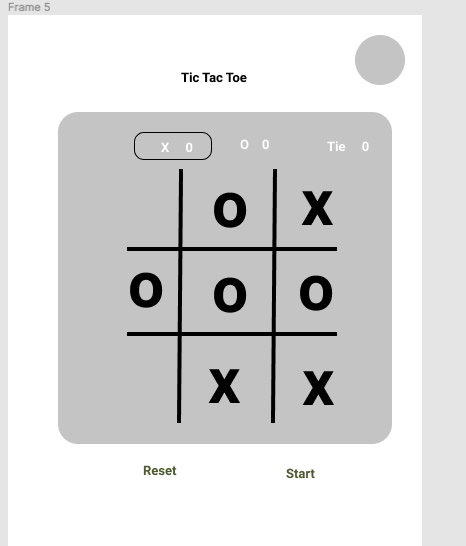 Frame 5
Tic Tac Toe
X 0 O 0 Tie 0
O X
O O O
X X
Reset Start